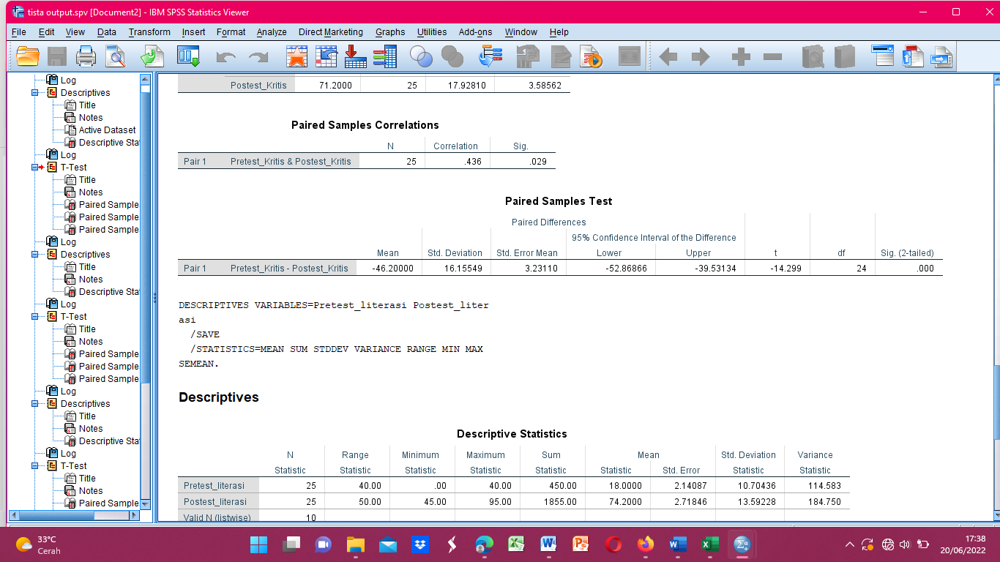 tista output.spv [Document2] - IBM SPSS Statistics Viewer
File Edit View Data Transform Insert Format Analyze Direct Marketing Graphs Utilities Add-ons Window Help
Log
Descriptives
Title
Notes
Active Dataset
Descriptive Sta
Log
T-Test
Title
Notes
Paired Sample
Paired Sample
Paired Sample
Log
Descriptives
Title
Notes
Descriptive Sta
Log
T-Test
Title
Notes
Paired Sample
Paired Sample
Paired Sample
Log
Descriptives
Title
Notes
Descriptive Sta
Log
T-Test
Title
Notes
Paired Sample
Postest_Kritis 71.2000 25 17.92810 3.58562
Paired Samples Correlations
N Correlation Sig.
Pair 1 Pretest_Kritis & Postest_Kritis 25 .436 .029
Paired Samples Test
Paired Differences
95% Confidence Interval of the Difference
Mean Std. Deviation Std. Error Mean Lower Upper t df Sig. (2-tailed)
Pair 1 Pretest_Kritis - Postest_Kritis -46.20000 16.15549 3.23110 -52.86866 -39.53134 -14.299 24 .000
DESCRIPTIVES VARIABLES=Pretest_literasi Postest_liter
asi
/SAVE
/STATISTICS=MEAN SUM STDDEV VARIANCE RANGE MIN MAX
SEMEAN.
Descriptives
Descriptive Statistics
N Range Minimum Maximum Sum Mean Std. Deviation Variance
Statistic Statistic Statistic Statistic Statistic Statistic Std. Error Statistic Statistic
Pretest_literasi 25 40.00 .00 40.00 450.00 18.0000 2.14087 10.70436 114.583
Postest_literasi 25 50.00 45.00 95.00 1855.00 74.2000 2.71846 13.59228 184.750
Valid N (listwise) 10
33°C
Cerah
17:38
20/06/2022